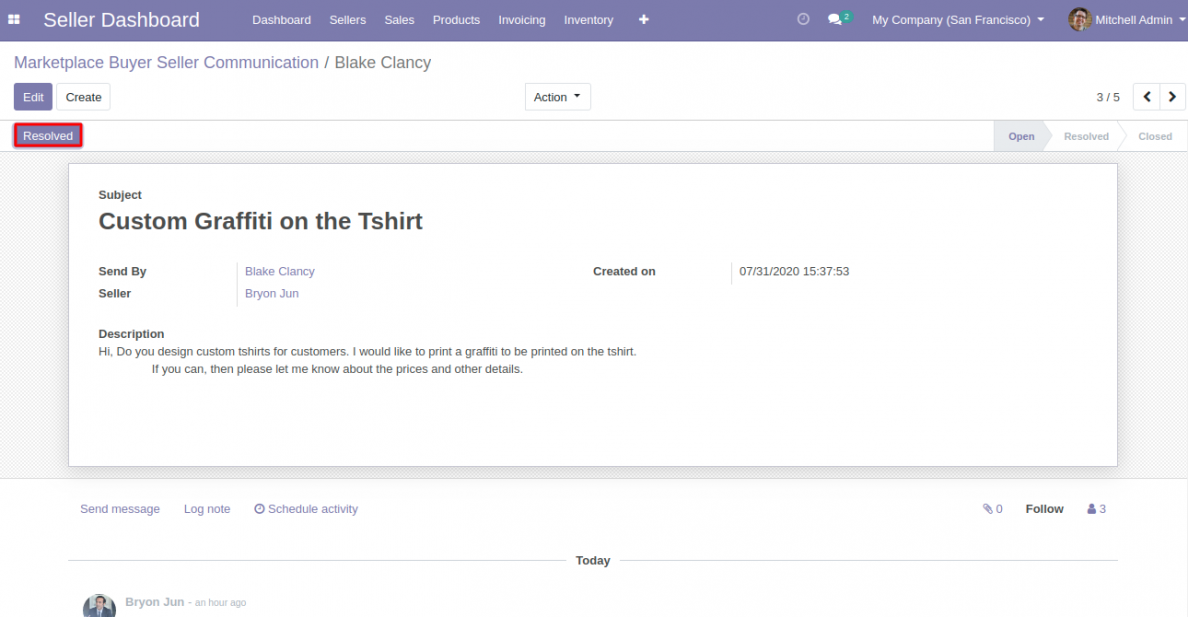 Seller Dashboard Dashboard Sellers Sales Products Invoicing Inventory 2 My Company (San Francisco) Mitchell Admin
Marketplace Buyer Seller Communication / Blake Clancy
Edit Create Action 3 / 5
Resolved Open Resolved Closed
Subject
Custom Graffiti on the Tshirt
Send By Blake Clancy Created on 07/31/2020 15:37:53
Seller Bryon Jun
Description
Hi, Do you design custom tshirts for customers. I would like to print a graffiti to be printed on the tshirt.
If you can, then please let me know about the prices and other details.
Send message Log note Schedule activity 0 Follow 3
Today
Bryon Jun - an hour ago